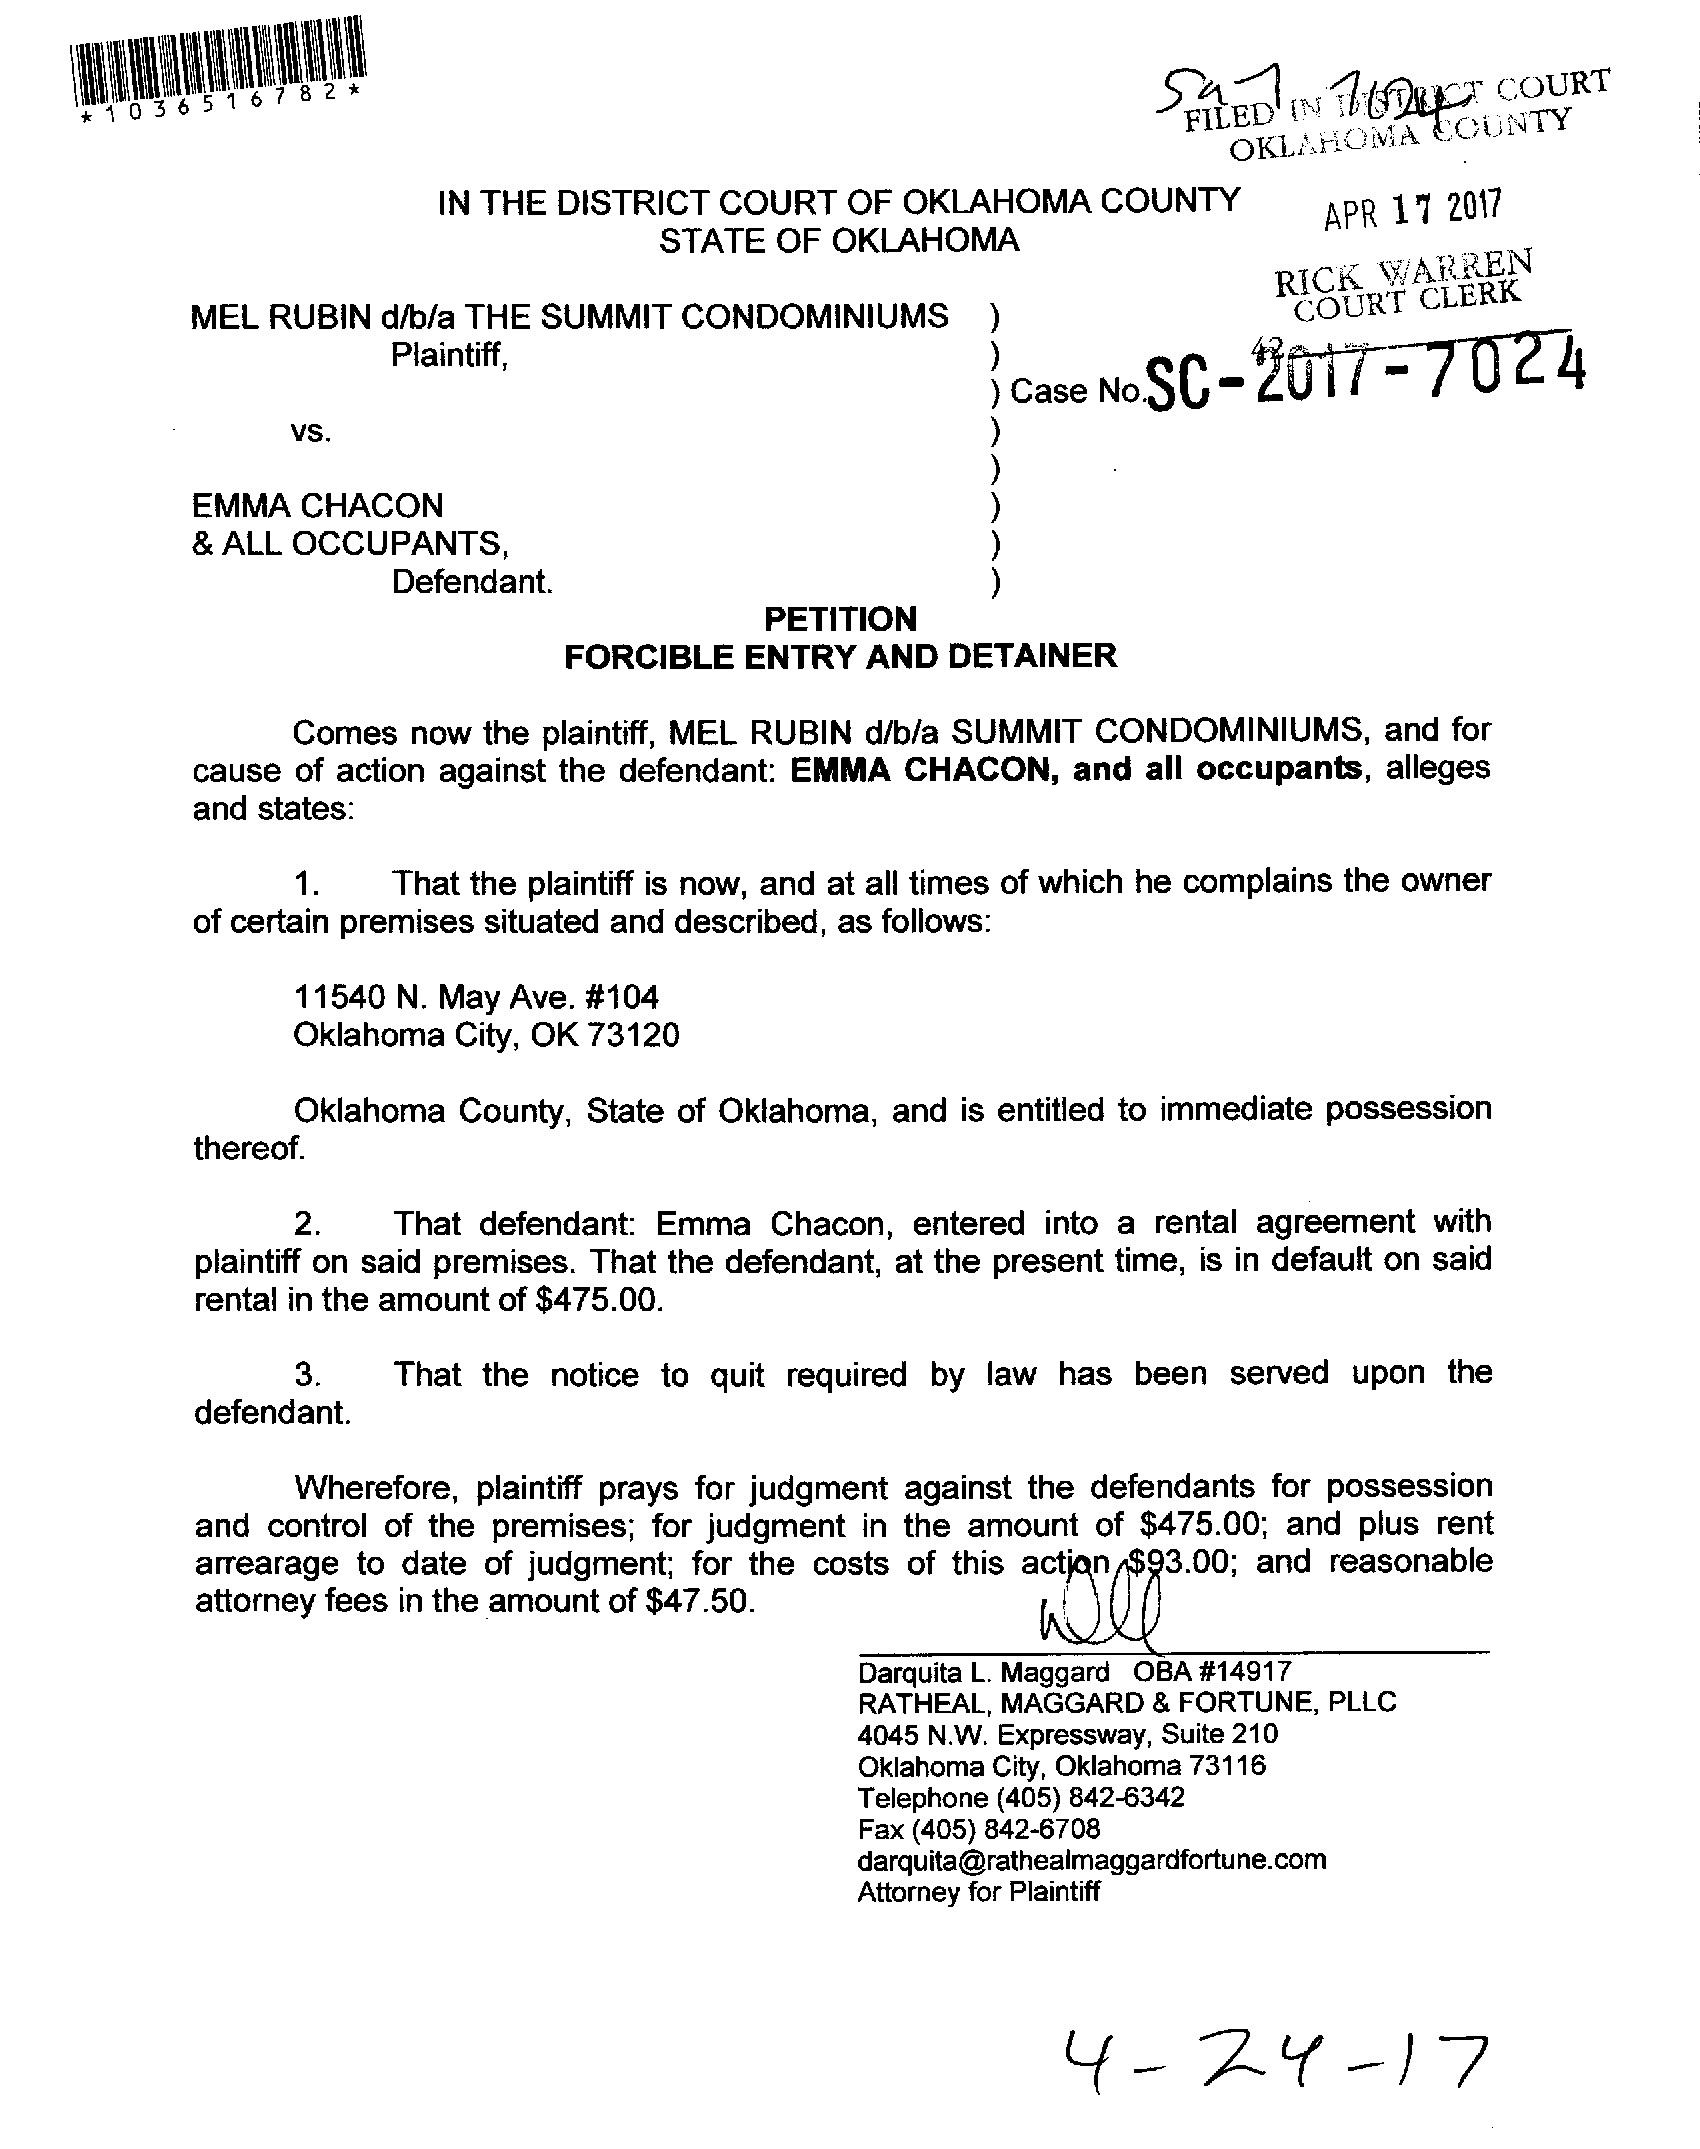 *1036516782*
FILED IN DISTRICT COURT
OKLAHOMA COUNTY
APR 17 2017
RICK WARREN
COURT CLERK
42
IN THE DISTRICT COURT OF OKLAHOMA COUNTY
STATE OF OKLAHOMA
MEL RUBIN d/b/a THE SUMMIT CONDOMINIUMS )
Plaintiff, )
) Case No. SC-2017-7024
vs. )
)
EMMA CHACON )
& ALL OCCUPANTS, )
Defendant. )
PETITION
FORCIBLE ENTRY AND DETAINER
Comes now the plaintiff, MEL RUBIN d/b/a SUMMIT CONDOMINIUMS, and for
cause of action against the defendant: EMMA CHACON, and all occupants, alleges
and states:
1. That the plaintiff is now, and at all times of which he complains the owner
of certain premises situated and described, as follows:
11540 N. May Ave. #104
Oklahoma City, OK 73120
Oklahoma County, State of Oklahoma, and is entitled to immediate possession
thereof.
2. That defendant: Emma Chacon, entered into a rental agreement with
plaintiff on said premises. That the defendant, at the present time, is in default on said
rental in the amount of $475.00.
3. That the notice to quit required by law has been served upon the
defendant.
Wherefore, plaintiff prays for judgment against the defendants for possession
and control of the premises; for judgment in the amount of $475.00; and plus rent
arrearage to date of judgment; for the costs of this action $93.00; and reasonable
attorney fees in the amount of $47.50.
Darquita L. Maggard OBA #14917
RATHEAL, MAGGARD & FORTUNE, PLLC
4045 N.W. Expressway, Suite 210
Oklahoma City, Oklahoma 73116
Telephone (405) 842-6342
Fax (405) 842-6708
darquita@rathealmaggardfortune.com
Attorney for Plaintiff
4-24-17